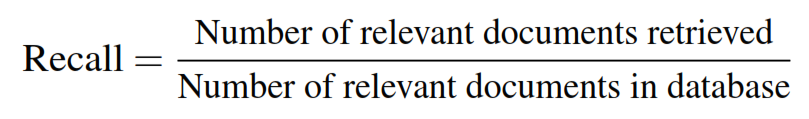 Recall = Number of relevant documents retrieved
Number of relevant documents in database